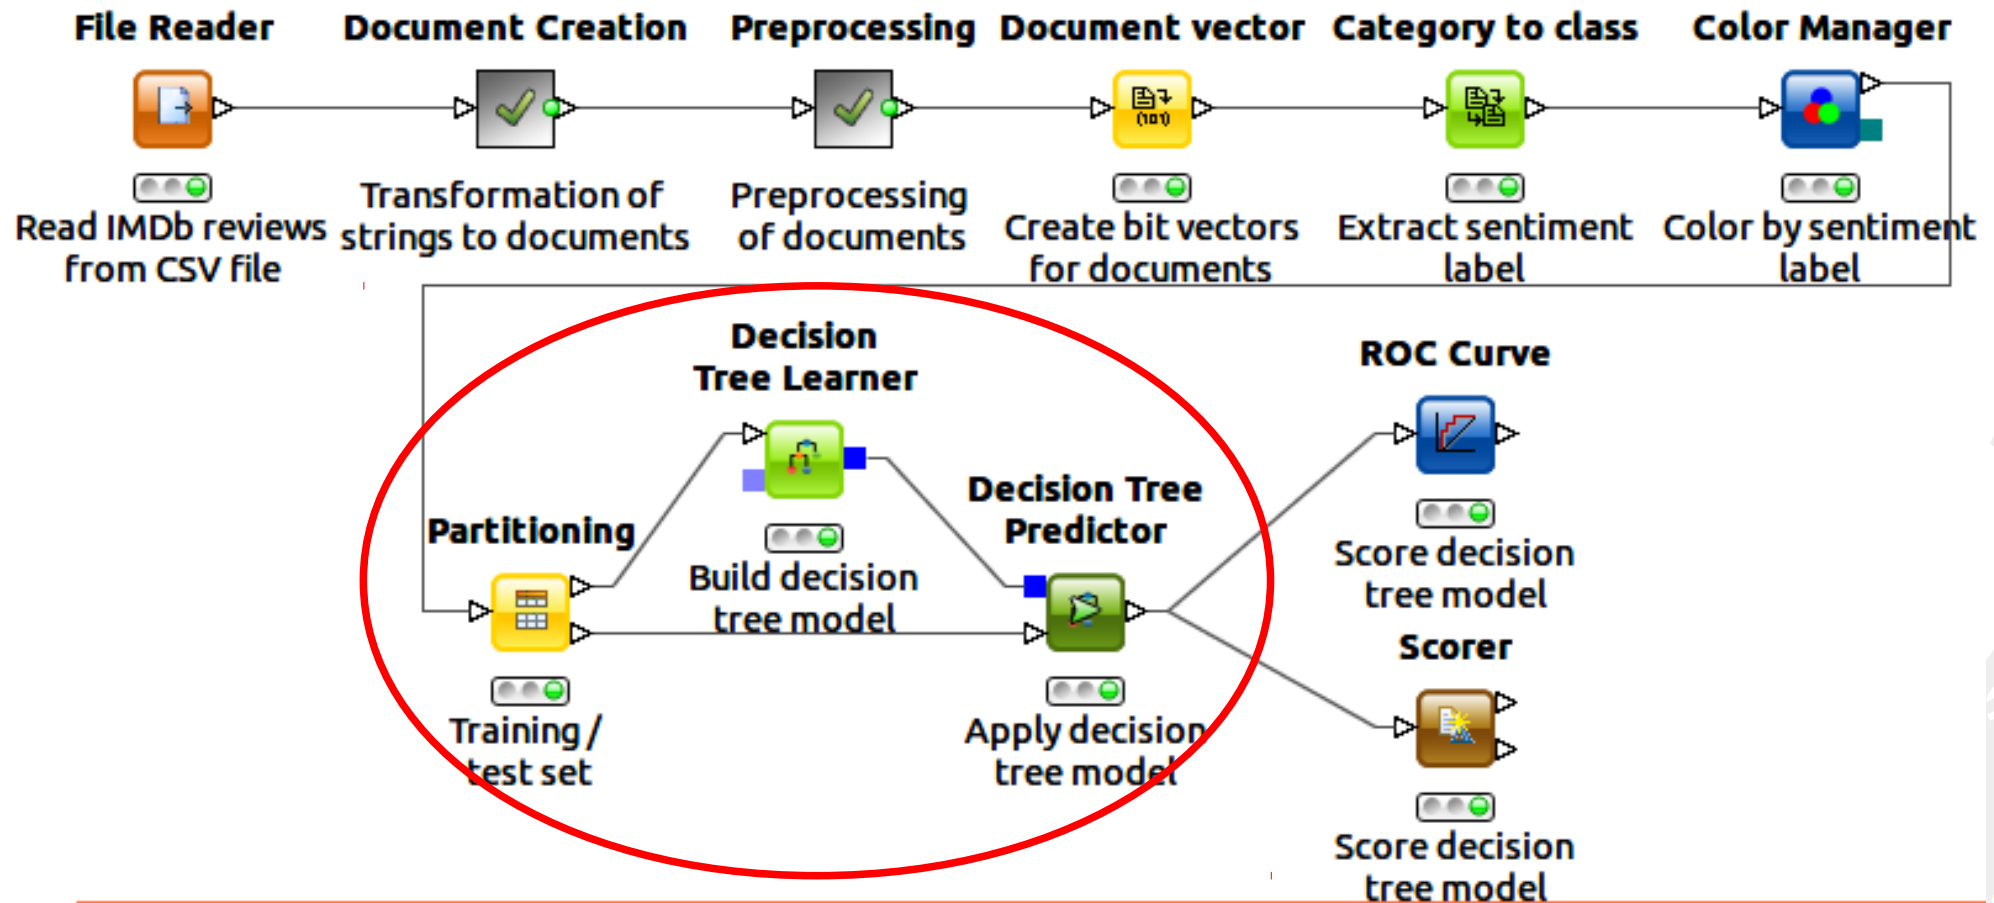 File Reader
Document Creation
Preprocessing
Document vector
Category to class
Color Manager
Read IMDb reviews
from CSV file
Transformation of
strings to documents
Preprocessing
of documents
Create bit vectors
for documents
Extract sentiment
label
Color by sentiment
label
Decision
Tree Learner
Build decision
tree model
Partitioning
Training /
test set
Decision Tree
Predictor
Apply decision
tree model
ROC Curve
Score decision
tree model
Scorer
Score decision
tree model